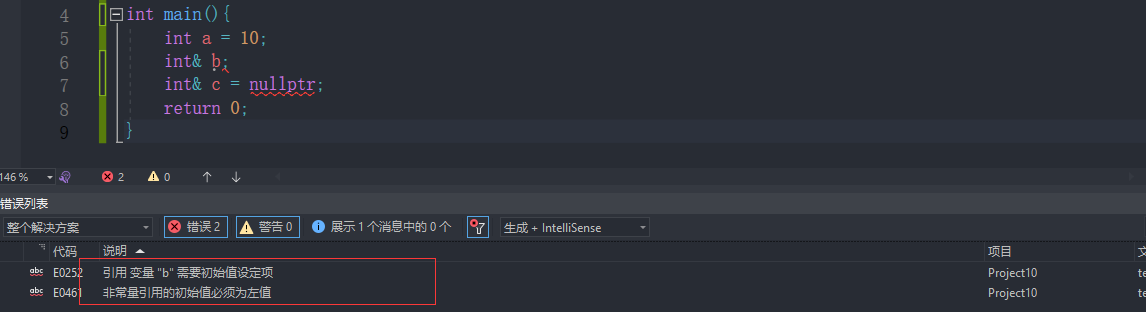 4 int main(){
5 int a = 10;
6 int& b;
7 int& c = nullptr;
8 return 0;
9 }
146 % 2 0
错误列表
整个解决方案 错误 2 警告 0 展示 1 个消息中的 0 个 生成 + IntelliSense
代码 说明 项目
abc E0252 引用 变量 "b" 需要初始值设定项 Project10 te
abc E0461 非常量引用的初始值必须为左值 Project10 te